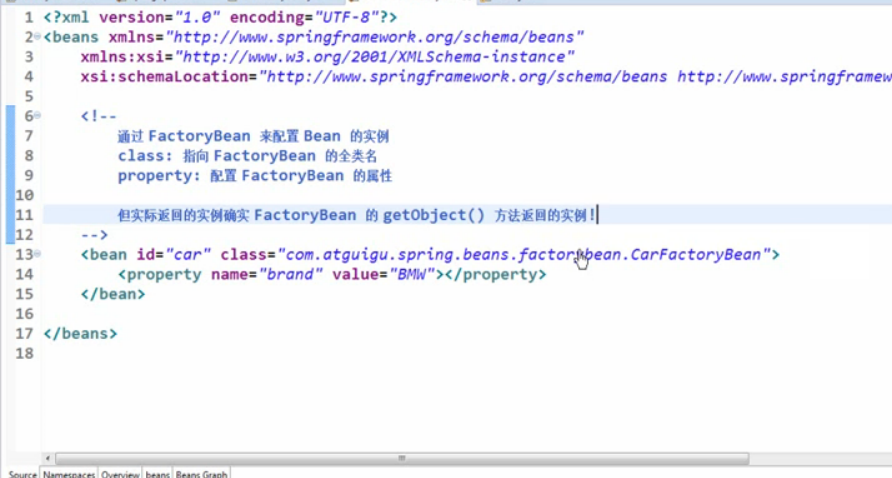 1 <?xml version="1.0" encoding="UTF-8"?>
2 <beans xmlns="http://www.springframework.org/schema/beans"
3 xmlns:xsi="http://www.w3.org/2001/XMLSchema-instance"
4 xsi:schemaLocation="http://www.springframework.org/schema/beans http://www.springframew
5
6 <!--
7 通过 FactoryBean 来配置 Bean 的实例
8 class: 指向 FactoryBean 的全类名
9 property: 配置 FactoryBean 的属性
10
11 但实际返回的实例确实 FactoryBean 的 getObject() 方法返回的实例!
12 -->
13 <bean id="car" class="com.atguigu.spring.beans.factorybean.CarFactoryBean">
14 <property name="brand" value="BMW"></property>
15 </bean>
16
17 </beans>
18
Source Namespaces Overview beans Beans Graph